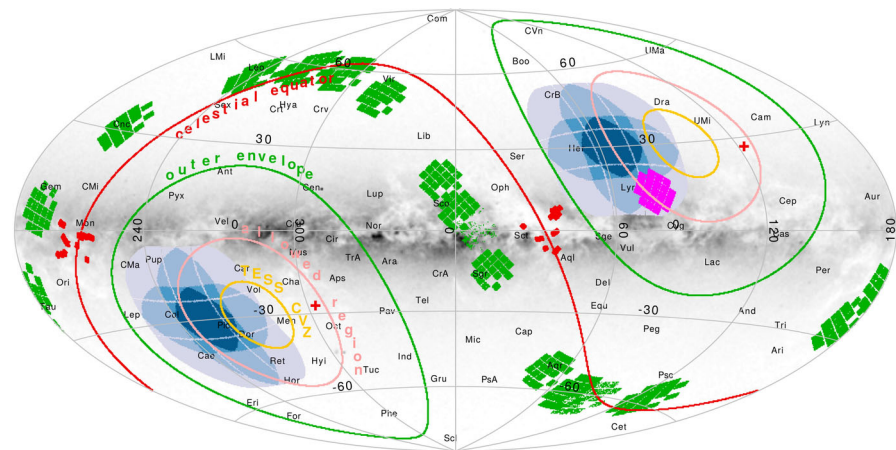 Com
CVn
UMa
LMi
Boo
Leo
60
60
Vir
CrB
Dra
Sex
Hya
Crt
Crv
UMi
Cam
Lyn
Cnc
celestial equator
Lib
30
30
Her
Ser
outer envelope
Ant
Gem
CMi
Pyx
Cen
Lup
Oph
Lyr
Cep
Aur
Sco
Mon
240
Vel
0
300
Nor
0
Sct
Sge
60
Cyg
120
Cas
180
Cir
Vul
pilsned region
Mus
TrA
Ara
Aql
Lac
CMa
Pup
Car
Cha
Aps
CrA
Sgr
Per
Ori
TESS CVZ
Vol
Del
Tau
Lep
Col
Pic
Dor
-30
Men
Oct
Pav
Tel
Equ
-30
And
Peg
Tri
Cae
Ret
Hyi
Ind
Mic
Cap
Ari
Hor
Tuc
Gru
PsA
Aqr
Psc
-60
-60
Eri
For
Phe
Cet
Scl